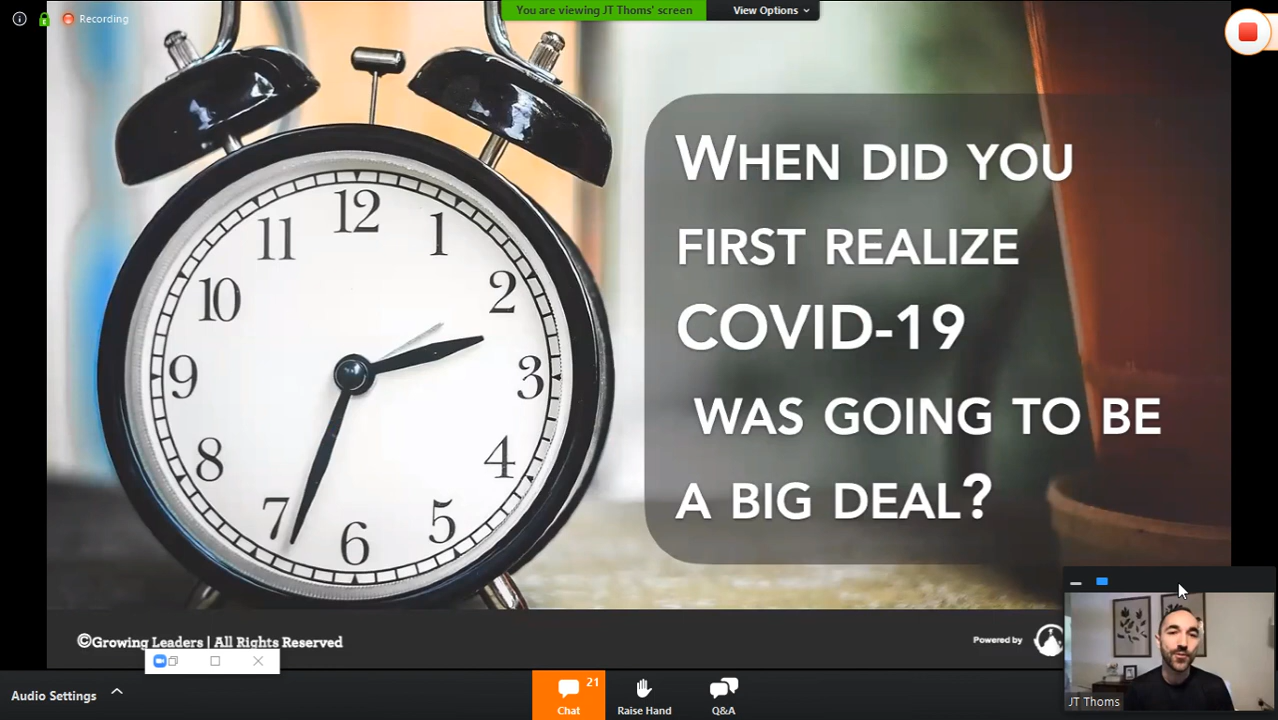 Recording
You are viewing JT Thoms' screen
View Options
12
11
1
10
2
9
3
8
4
7
5
6
WHEN DID YOU
FIRST REALIZE
COVID-19
WAS GOING TO BE
A BIG DEAL?
©Growing Leaders | All Rights Reserved
Powered by
JT Thoms
Audio Settings
Chat
21
Raise Hand
Q&A